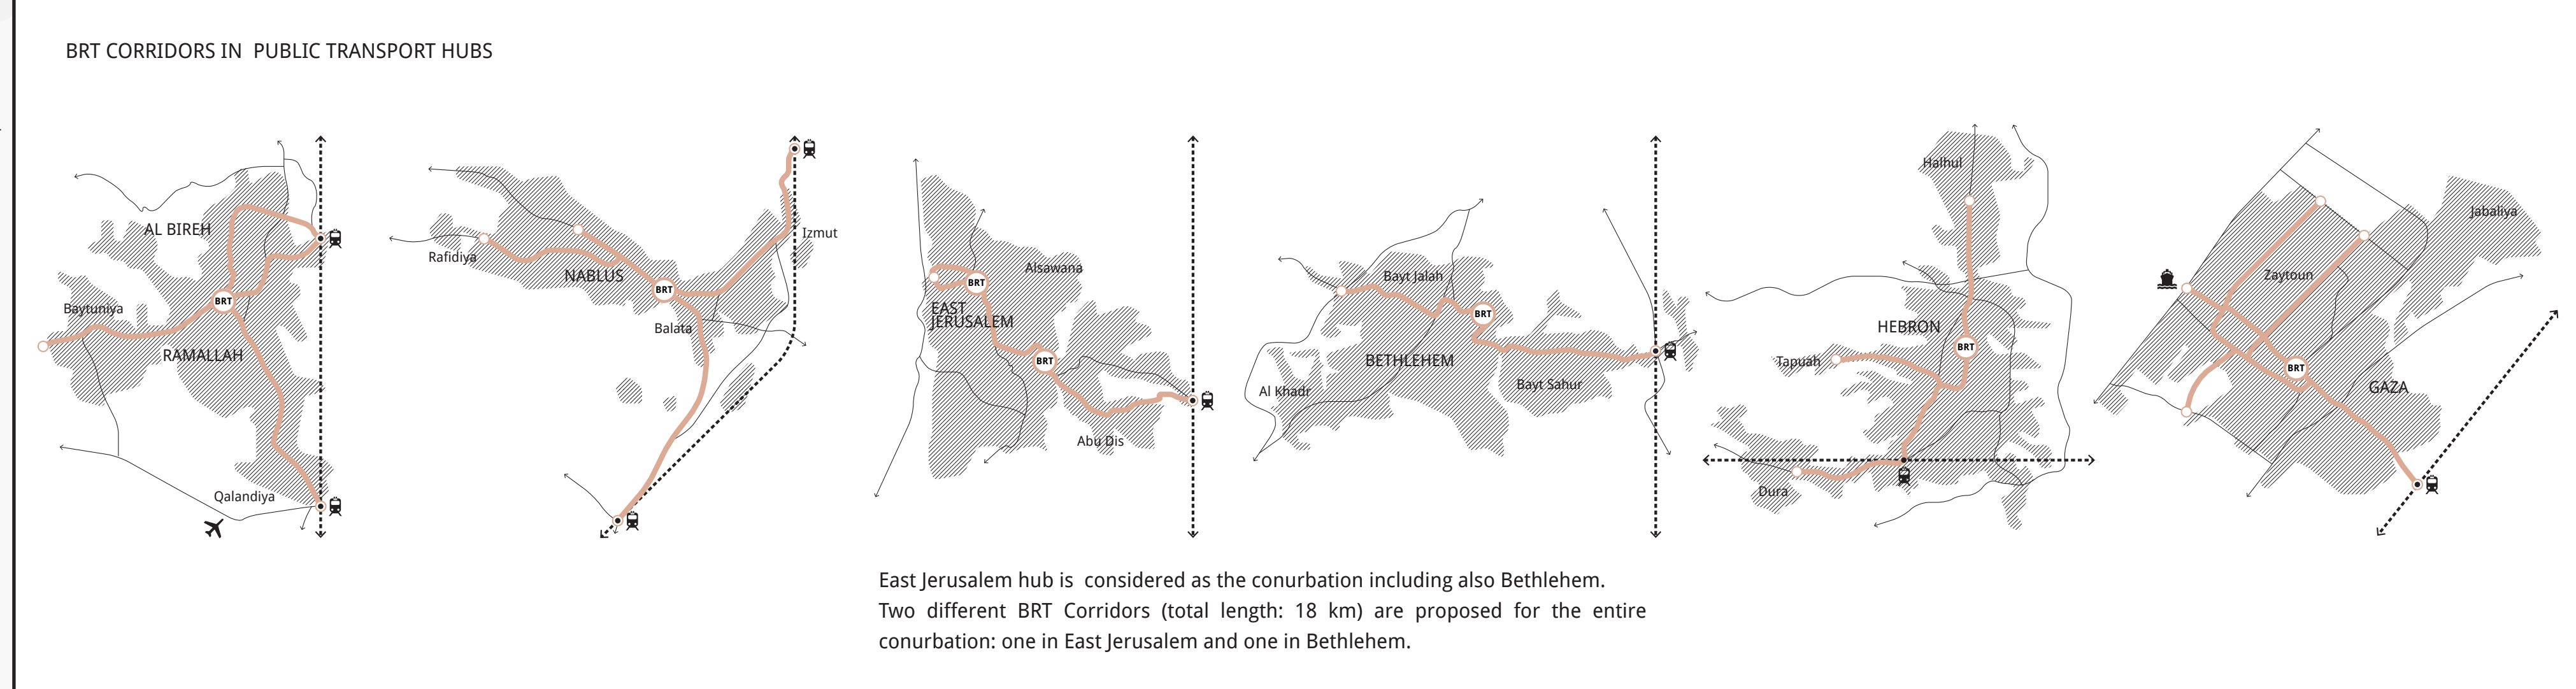 BRT CORRIDORS IN  PUBLIC TRANSPORT HUBS
AL BIREH
Baytuniya
BRT
RAMALLAH
Qalandiya
Rafidiya
NABLUS
BRT
Balata
Izmut
Alsawana
BRT
EAST
JERUSALEM
BRT
Abu Dis
Bayt Jalah
BRT
BETHLEHEM
Al Khadr
Bayt Sahur
Halhul
HEBRON
BRT
Tapuah
Dura
Jabaliya
Zaytoun
BRT
GAZA
East Jerusalem hub is  considered as the conurbation including also Bethlehem.
Two different BRT Corridors (total length: 18 km) are proposed for the entire
conurbation: one in East Jerusalem and one in Bethlehem.